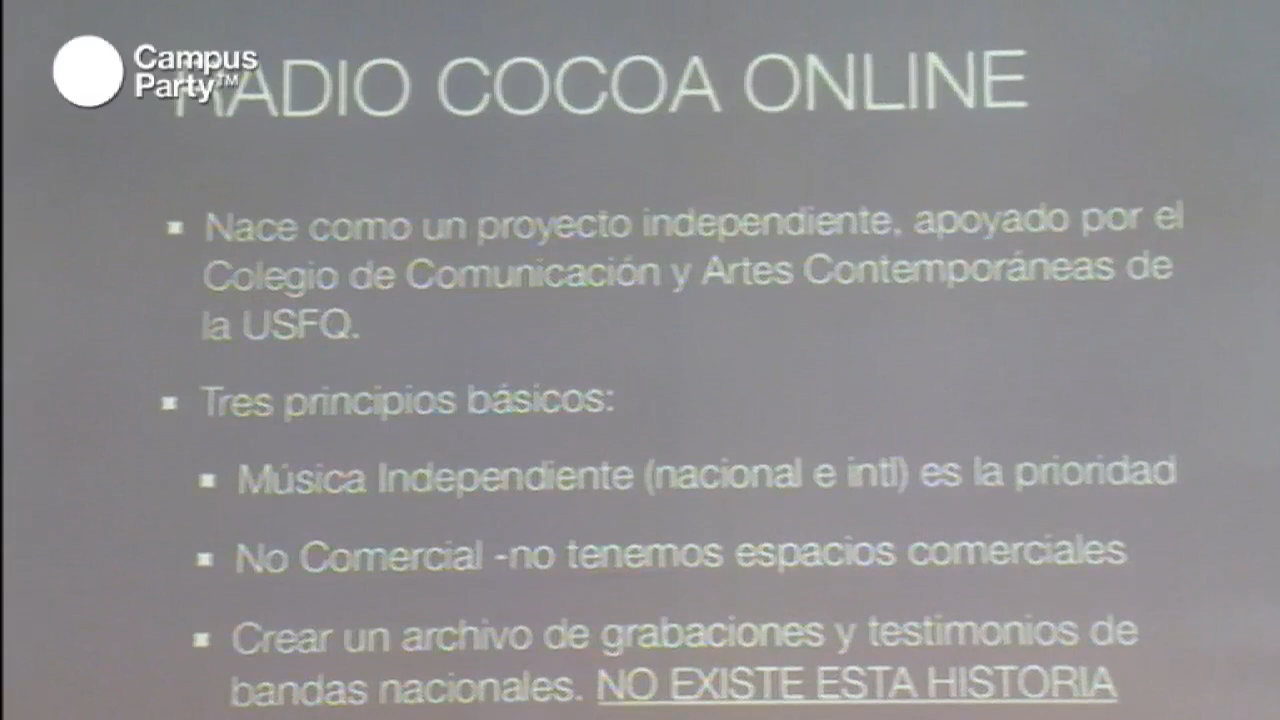 Campus
Party™
RADIO COCOA ONLINE
Nace como un proyecto independiente, apoyado por el
Colegio de Comunicación y Artes Contemporáneas de
la USFQ.
Tres principios básicos:
Música Independiente (nacional e intl) es la prioridad
No Comercial -no tenemos espacios comerciales
Crear un archivo de grabaciones y testimonios de
bandas nacionales. NO EXISTE ESTA HISTORIA